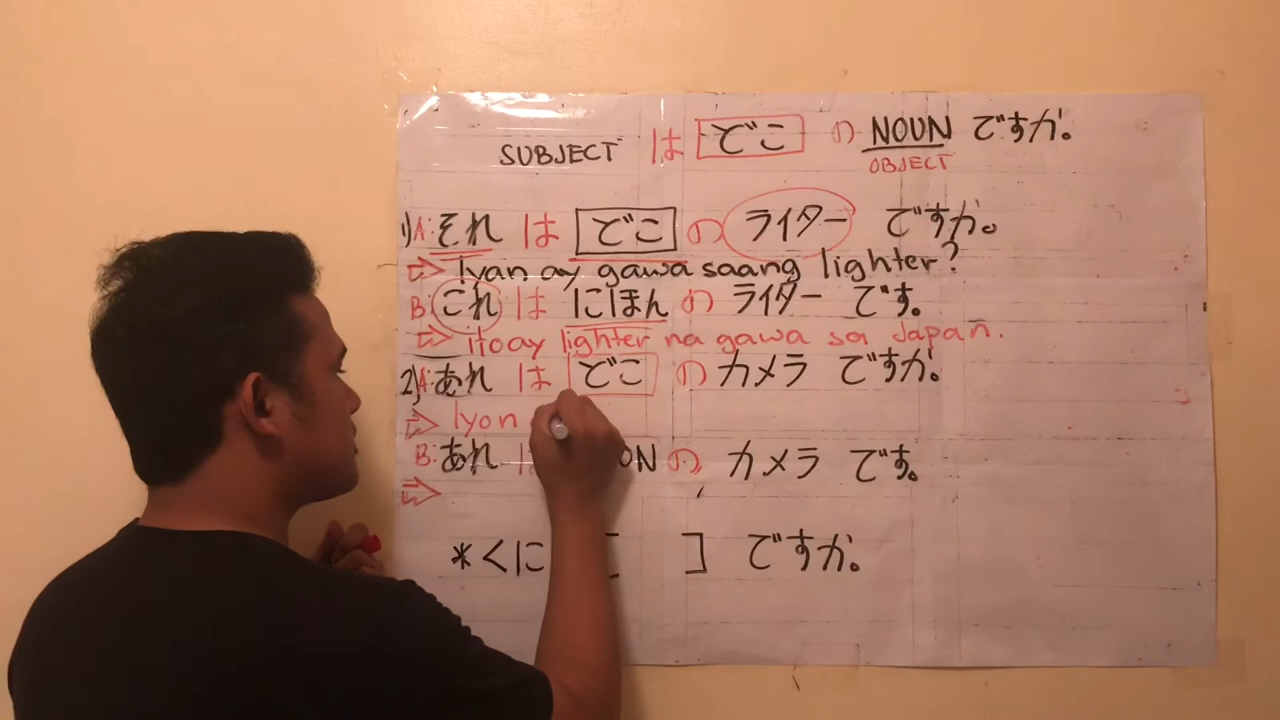 SUBJECT は どこ の NOUN ですか。
OBJECT
1) A: それ は どこ の ライター ですか。
⇒ Iyan ay gawa saang lighter?
B: これ は にほん の ライター です。
⇒ ito ay lighter na gawa sa Japan.
2) A: あれ は どこ の カメラ ですか。
⇒ Iyon
B: あれ は ON の カメラ です。
⇒
*くに ] ですか。